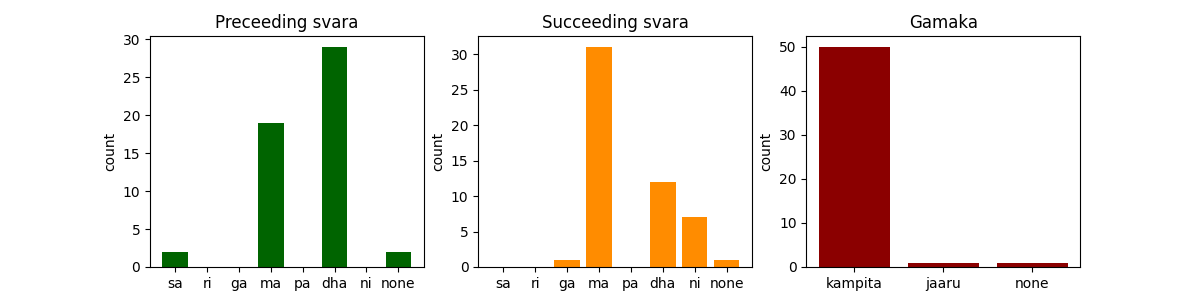 Preceeding svara
count
30
25
20
15
10
5
0
sa ri ga ma pa dha ni none
Succeeding svara
count
30
25
20
15
10
5
0
sa ri ga ma pa dha ni none
Gamaka
count
50
40
30
20
10
0
kampita jaaru none